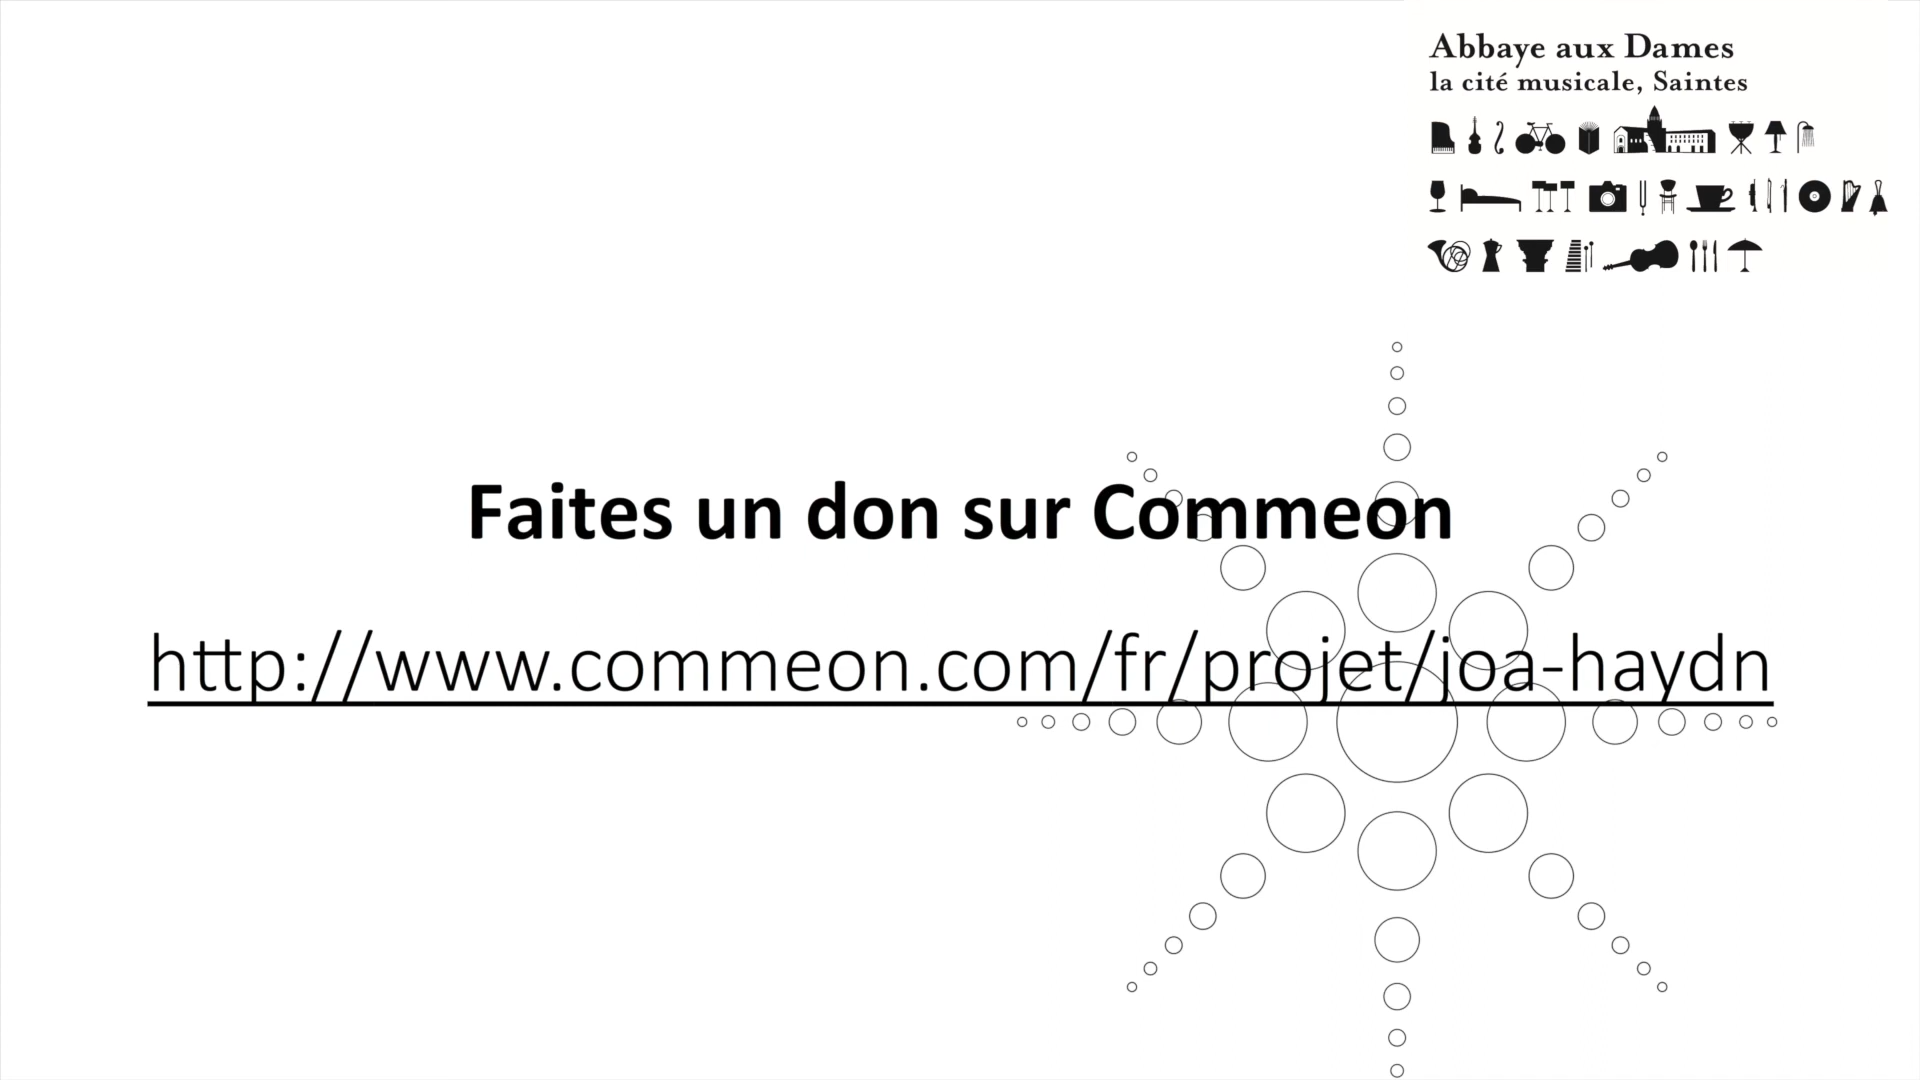 Abbaye aux Dames
la cité musicale, Saintes
Faites un don sur Commeon
http://www.commeon.com/fr/projet/joa-haydn